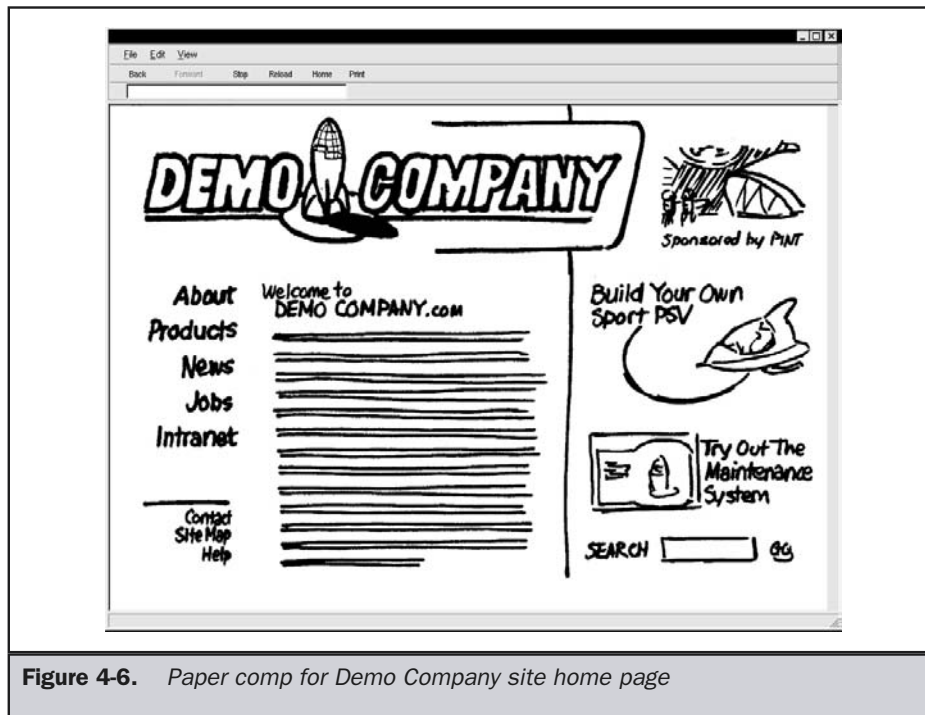 File Edit View
Back Forward Stop Reload Home Print
DEMO COMPANY
Sponsored by PINT
About
Products
News
Jobs
Intranet
Contact
Site Map
Help
Welcome to
DEMO COMPANY.com
Build Your Own
Sport PSV
Try Out The
Maintenance
System
SEARCH GO
Figure 4-6. Paper comp for Demo Company site home page